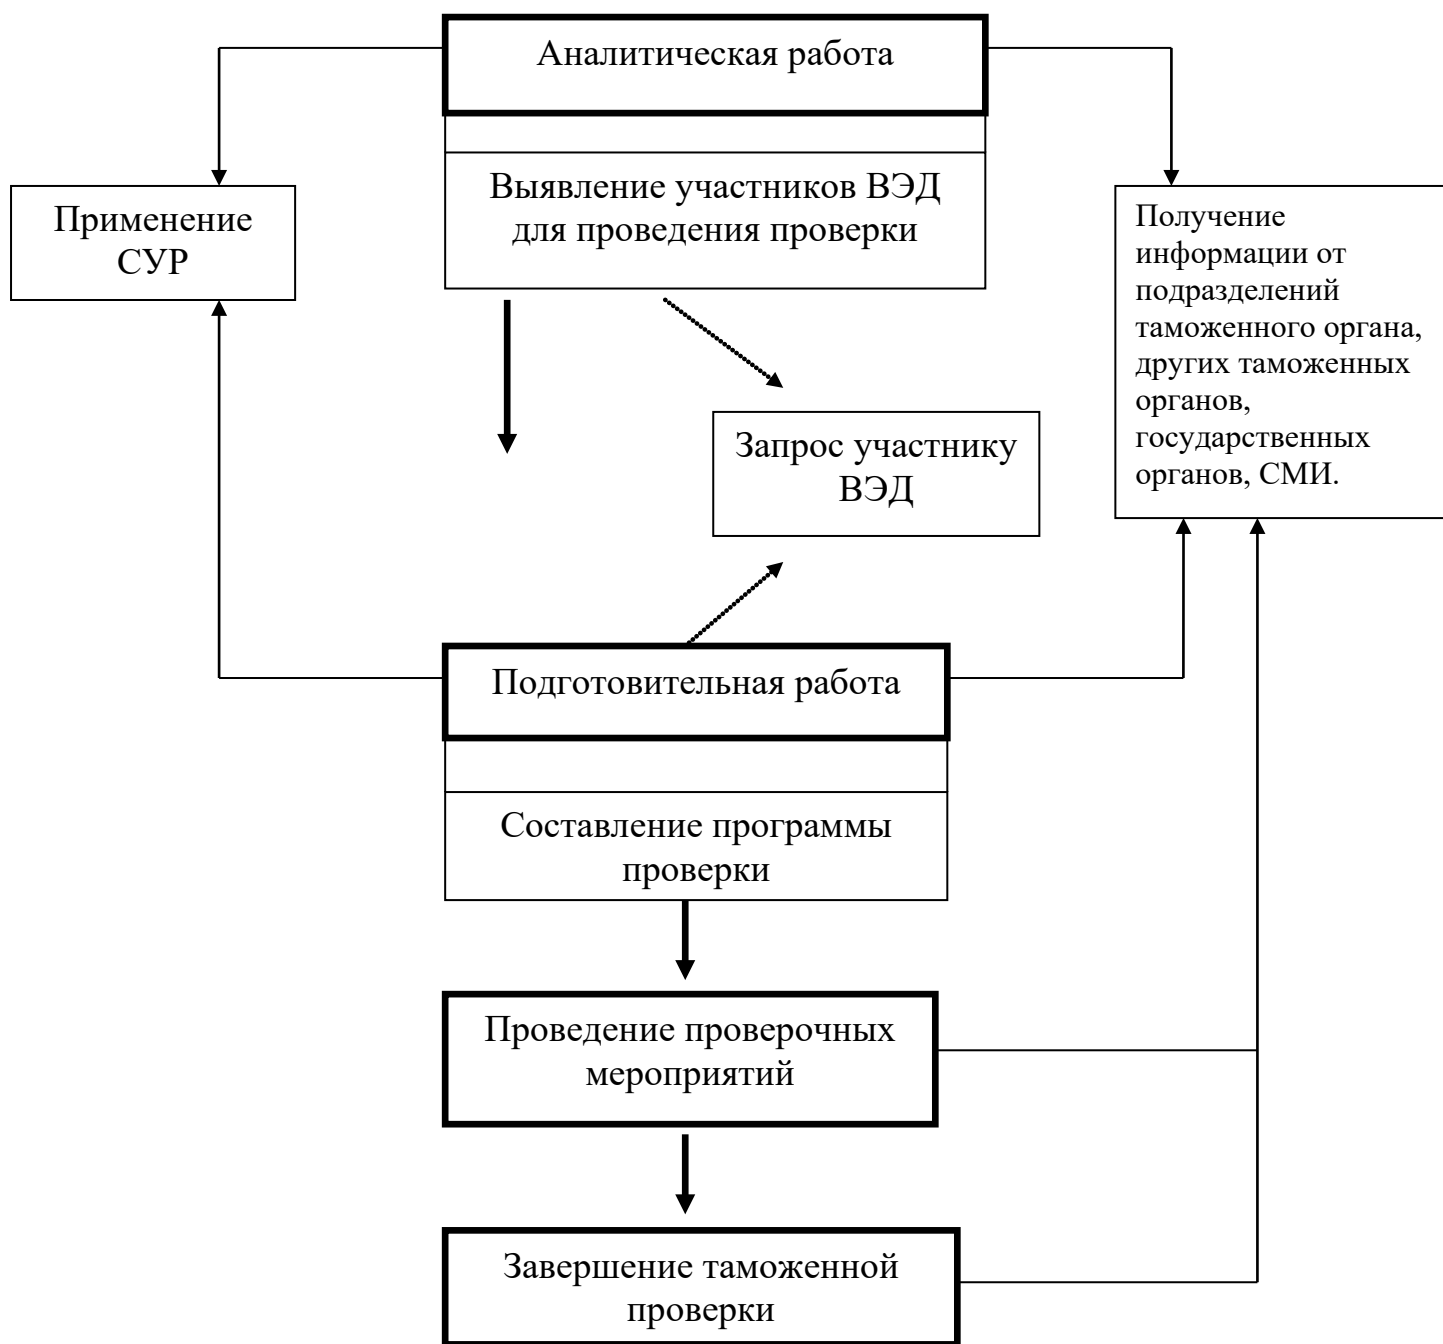 Аналитическая работа
Выявление участников ВЭД
для проведения проверки
Применение
СУР
Получение
информации от
подразделений
таможенного органа,
других таможенных
органов,
государственных
органов, СМИ.
Запрос участнику
ВЭД
Подготовительная работа
Составление программы
проверки
Проведение проверочных
мероприятий
Завершение таможенной
проверки